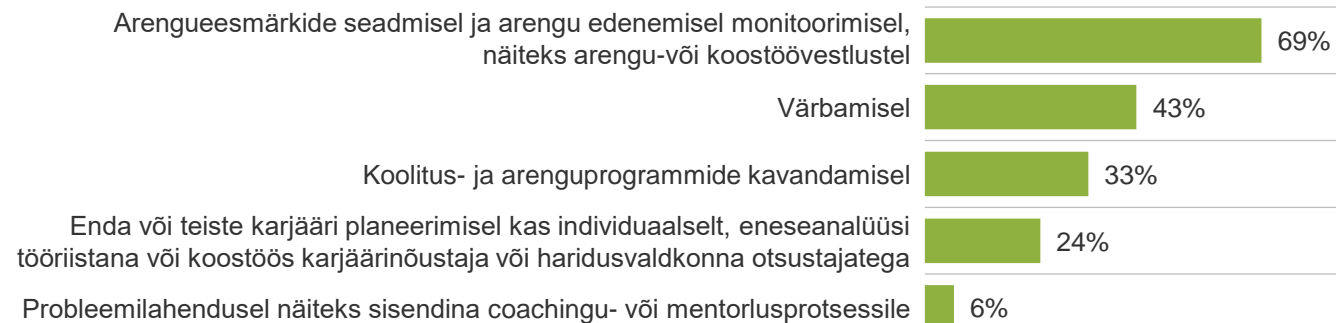 Arengueesmärkide seadmisel ja arengu edenemisel monitoorimisel,
näiteks arengu-või koostöövestlustel
69%
Värbamisel
43%
Koolitus- ja arenguprogrammide kavandamisel
33%
Enda või teiste karjääri planeerimisel kas individuaalselt, eneseanalüüsi
tööriistana või koostöös karjäärinõustaja või haridusvaldkonna otsustajatega
24%
Probleemilahendusel näiteks sisendina coachingu- või mentorlusprotsessile
6%